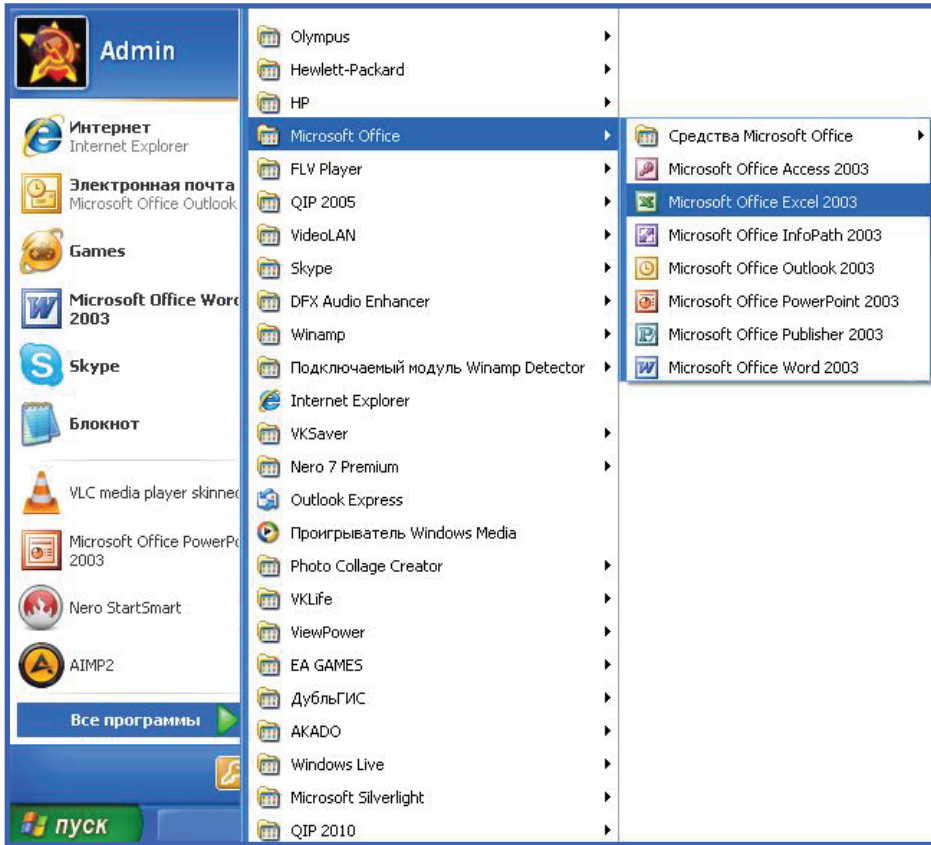 Admin
Интернет
Internet Explorer
Электронная почта
Microsoft Office Outlook
Games
Microsoft Office Word
2003
Skype
Блокнот
VLC media player skinned
Microsoft Office PowerPo
2003
Nero StartSmart
AIMP2
Все программы
пуск
Olympus
Hewlett-Packard
HP
Microsoft Office
FLV Player
QIP 2005
VideoLAN
Skype
DFX Audio Enhancer
Winamp
Подключаемый модуль Winamp Detector
Internet Explorer
VKSaver
Nero 7 Premium
Outlook Express
Проигрыватель Windows Media
Photo Collage Creator
VKLife
ViewPower
EA GAMES
ДубльГИС
AKADO
Windows Live
Microsoft Silverlight
QIP 2010
Средства Microsoft Office
Microsoft Office Access 2003
Microsoft Office Excel 2003
Microsoft Office InfoPath 2003
Microsoft Office Outlook 2003
Microsoft Office PowerPoint 2003
Microsoft Office Publisher 2003
Microsoft Office Word 2003